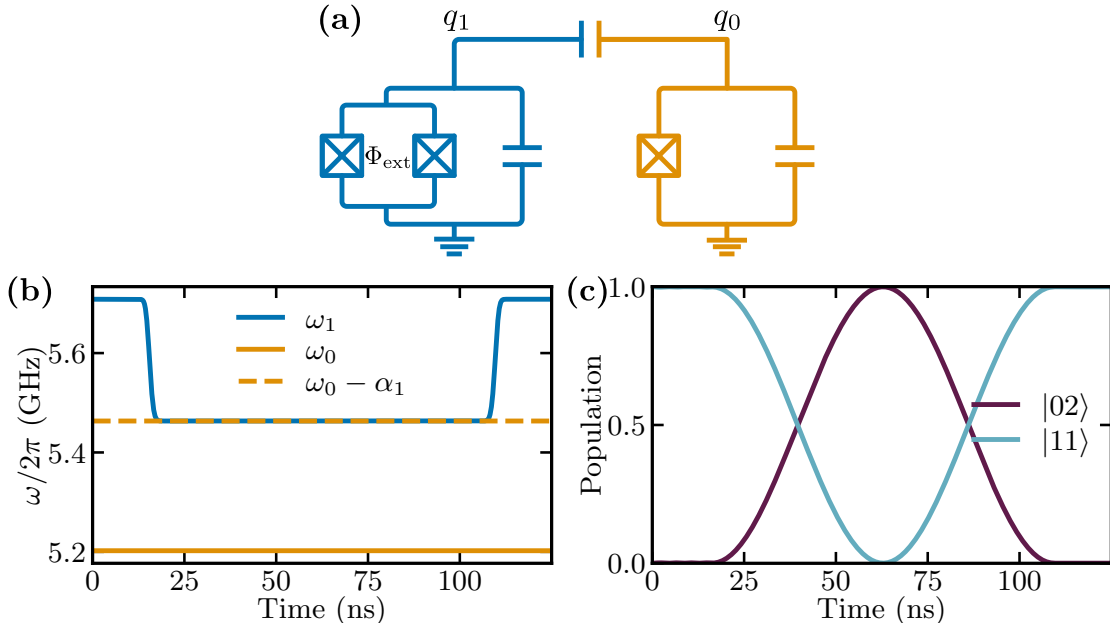 (a)
q₁
q₀
Φₑₓₜ
(b)
ω/2π (GHz)
5.6
5.4
5.2
ω₁
ω₀
ω₀ − α₁
0
25
50
75
100
Time (ns)
(c)
Population
1.0
0.5
0.0
|02⟩
|11⟩
0
25
50
75
100
Time (ns)